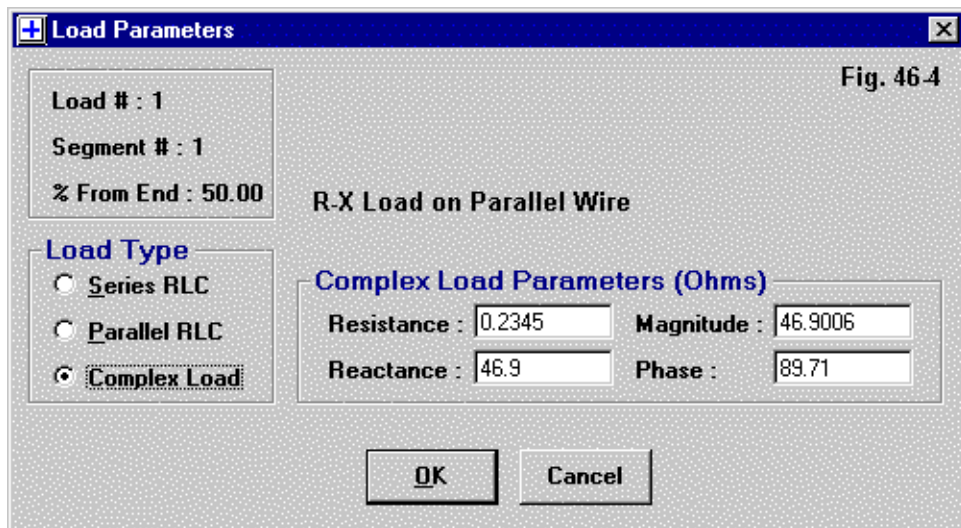 Load Parameters
Fig. 46-4
Load # : 1
Segment # : 1
% From End : 50.00
R-X Load on Parallel Wire
Load Type
Series RLC
Parallel RLC
Complex Load
Complex Load Parameters (Ohms)
Resistance : 0.2345 Magnitude : 46.9006
Reactance : 46.9 Phase : 89.71
OK Cancel